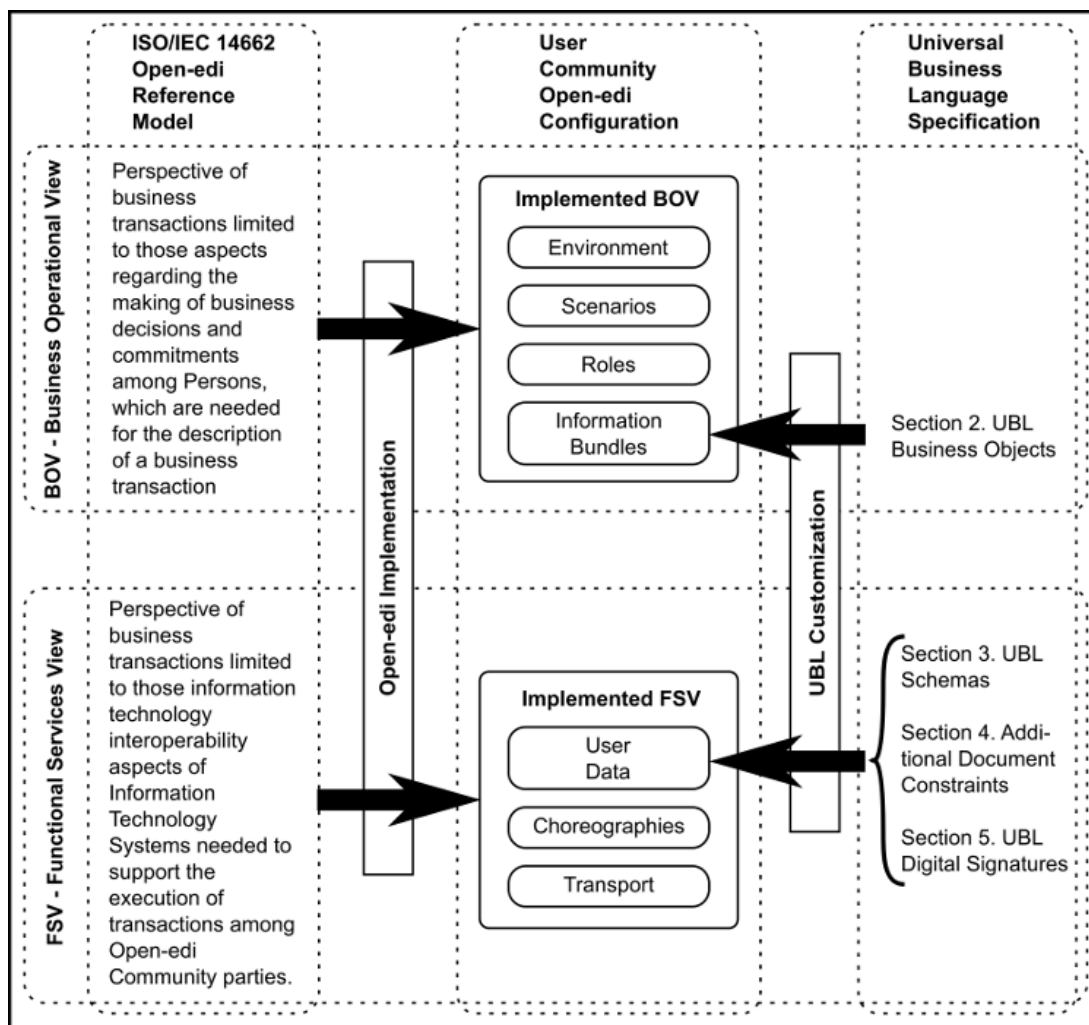 ISO/IEC 14662
Open-edi
Reference
Model
User
Community
Open-edi
Configuration
Universal
Business
Language
Specification
BOV - Business Operational View
Perspective of
business
transactions limited
to those aspects
regarding the
making of business
decisions and
commitments
among Persons,
which are needed
for the description
of a business
transaction
Open-edi Implementation
Implemented BOV
Environment
Scenarios
Roles
Information
Bundles
UBL Customization
Section 2. UBL
Business Objects
FSV - Functional Services View
Perspective of
business
transactions limited
to those information
technology
interoperability
aspects of
Information
Technology
Systems needed to
support the
execution of
transactions among
Open-edi
Community parties.
Implemented FSV
User
Data
Choreographies
Transport
Section 3. UBL
Schemas
Section 4. Addi-
tional Document
Constraints
Section 5. UBL
Digital Signatures